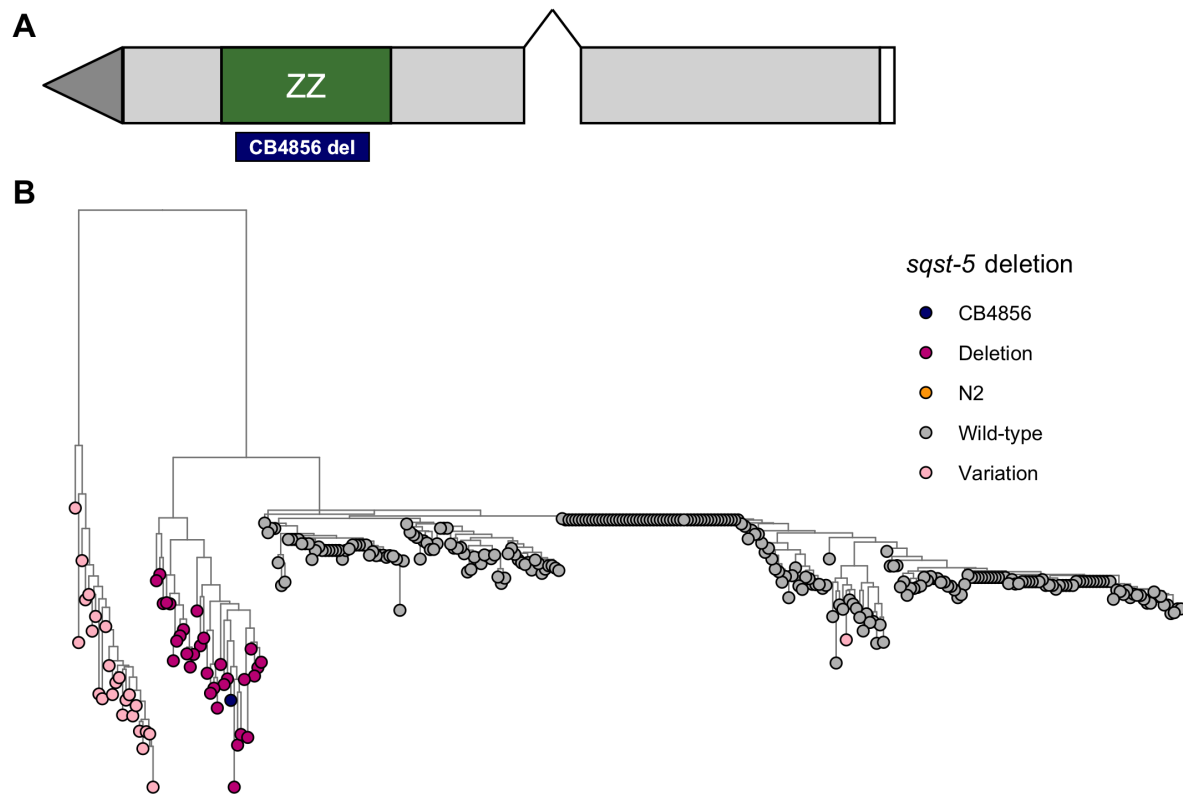 A
ZZ
CB4856 del
B
sqst-5 deletion
CB4856
Deletion
N2
Wild-type
Variation